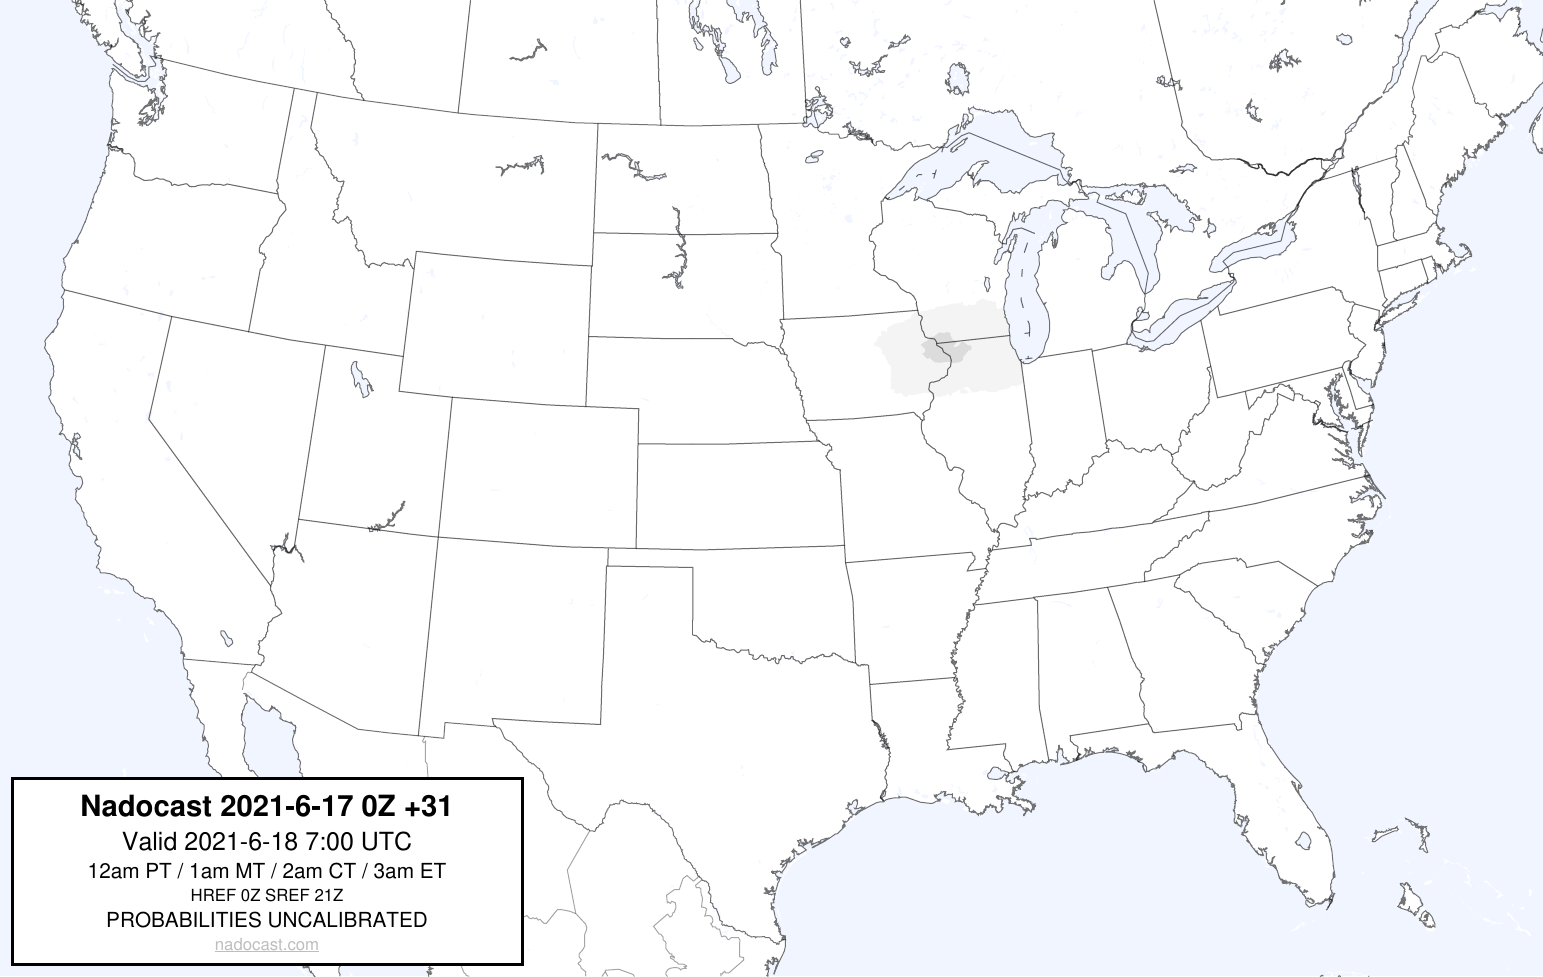 Nadocast 2021-6-17 0Z +31
Valid 2021-6-18 7:00 UTC
12am PT / 1am MT / 2am CT / 3am ET
HREF 0Z SREF 21Z
PROBABILITIES UNCALIBRATED
nadocast.com